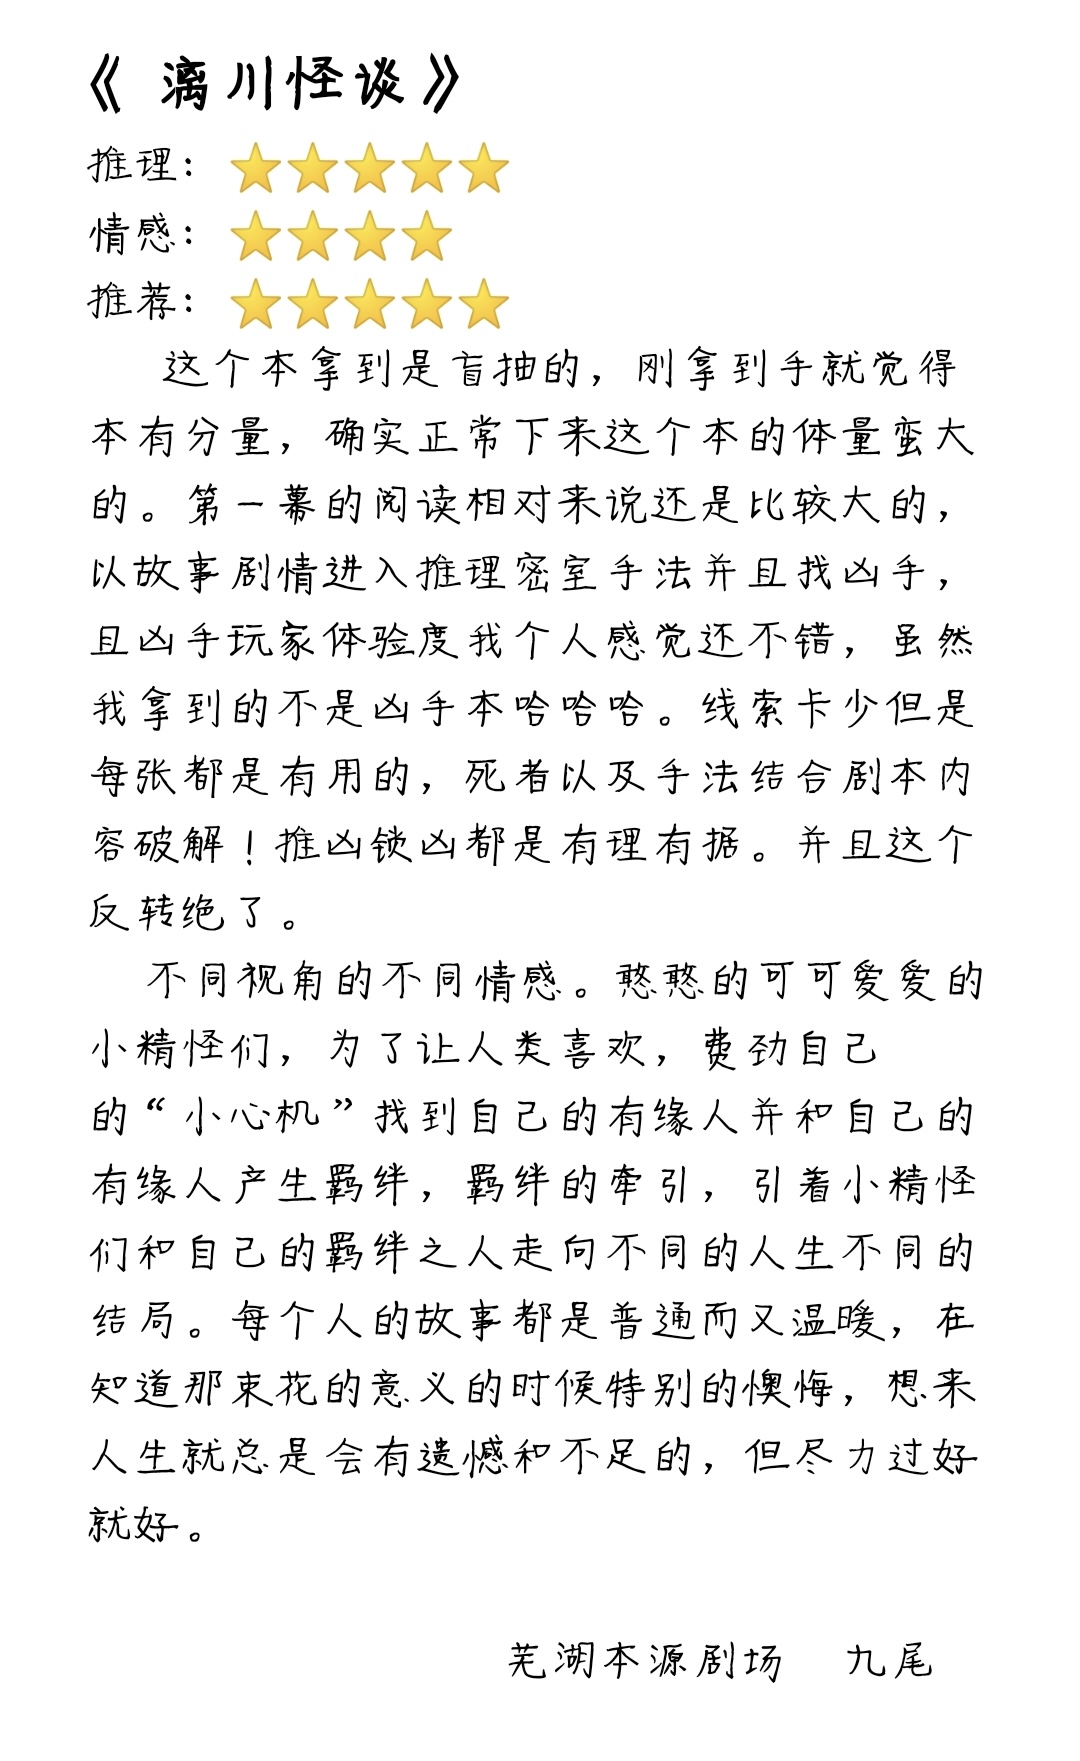 《 漓川怪谈》
推理：⭐⭐⭐⭐⭐
情感：⭐⭐⭐⭐
推荐：⭐⭐⭐⭐⭐
这个本拿到是盲抽的，刚拿到手就觉得
本有分量，确实正常下来这个本的体量蛮大
的。第一幕的阅读相对来说还是比较大的，
以故事剧情进入推理密室手法并且找凶手，
且凶手玩家体验度我个人感觉还不错，虽然
我拿到的不是凶手本哈哈哈。线索卡少但是
每张都是有用的，死者以及手法结合剧本内
容破解！推凶锁凶都是有理有据。并且这个
反转绝了。
不同视角的不同情感。憨憨的可可爱爱的
小精怪们，为了让人类喜欢，费劲自己
的“小心机”找到自己的有缘人并和自己的
有缘人产生羁绊，羁绊的牵引，引着小精怪
们和自己的羁绊之人走向不同的人生不同的
结局。每个人的故事都是普通而又温暖，在
知道那束花的意义的时候特别的懊悔，想来
人生就总是会有遗憾和不足的，但尽力过好
就好。
芜湖本源剧场 九尾